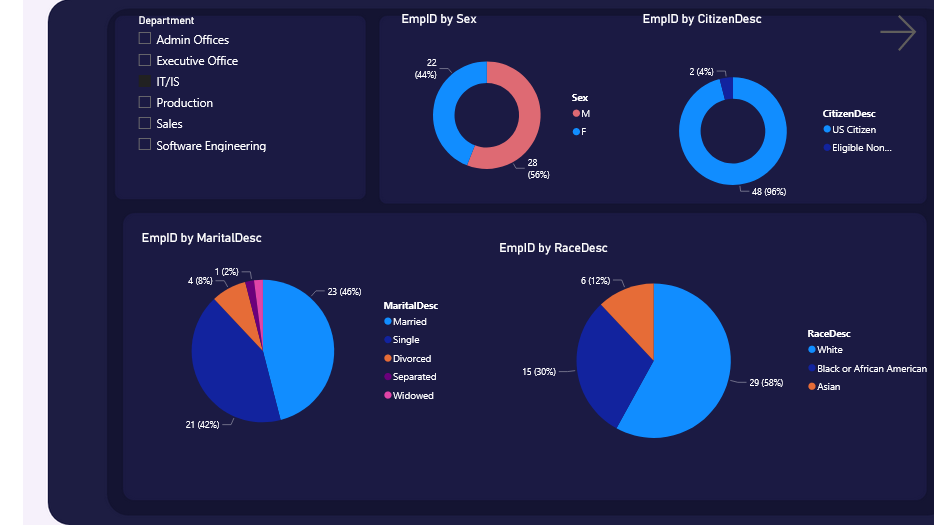 Department
Admin Offices
Executive Office
IT/IS
Production
Sales
Software Engineering
EmpID by Sex
22
(44%)
28
(56%)
Sex
M
F
EmpID by CitizenDesc
2 (4%)
48 (96%)
CitizenDesc
US Citizen
Eligible Non...
EmpID by MaritalDesc
1 (2%)
4 (8%)
23 (46%)
21 (42%)
MaritalDesc
Married
Single
Divorced
Separated
Widowed
EmpID by RaceDesc
6 (12%)
15 (30%)
29 (58%)
RaceDesc
White
Black or African American
Asian